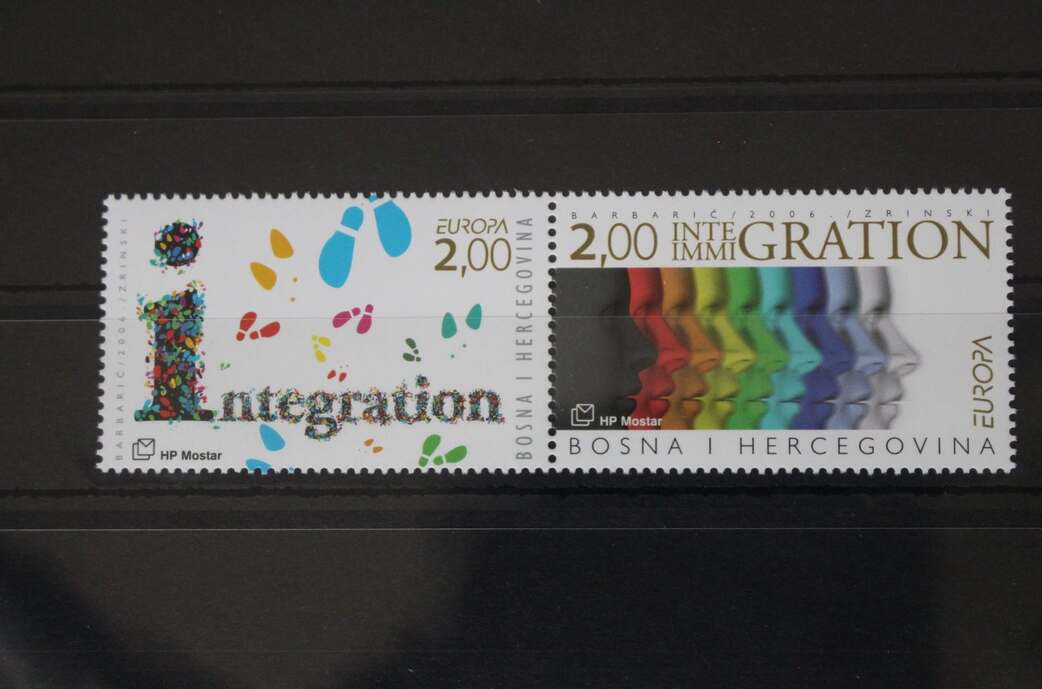 BARBARIĆ/2006./ZRINSKI
EUROPA
2,00
BOSNA I HERCEGOVINA
integration
HP Mostar
BARBARIĆ/2006./ZRINSKI
2,00 INTE
IMMI GRATION
EUROPA
HP Mostar
BOSNA I HERCEGOVINA